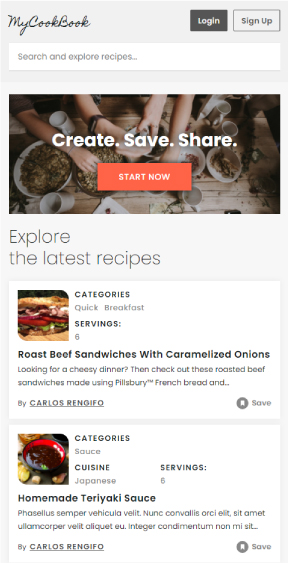 MyCookBook
Login
Sign Up
Search and explore recipes...
Create. Save. Share.
START NOW
Explore
the latest recipes
CATEGORIES
Quick Breakfast
SERVINGS:
6
Roast Beef Sandwiches With Caramelized Onions
Looking for a cheesy dinner? Then check out these roasted beef
sandwiches made using Pillsbury™ French bread and...
By CARLOS RENGIFO
Save
CATEGORIES
Sauce
CUISINE SERVINGS:
Japanese 6
Homemade Teriyaki Sauce
Phasellus semper vehicula velit. Nunc convallis orci elit, sit amet
ullamcorper velit aliquet eu. Integer condimentum non mi sit...
By CARLOS RENGIFO
Save